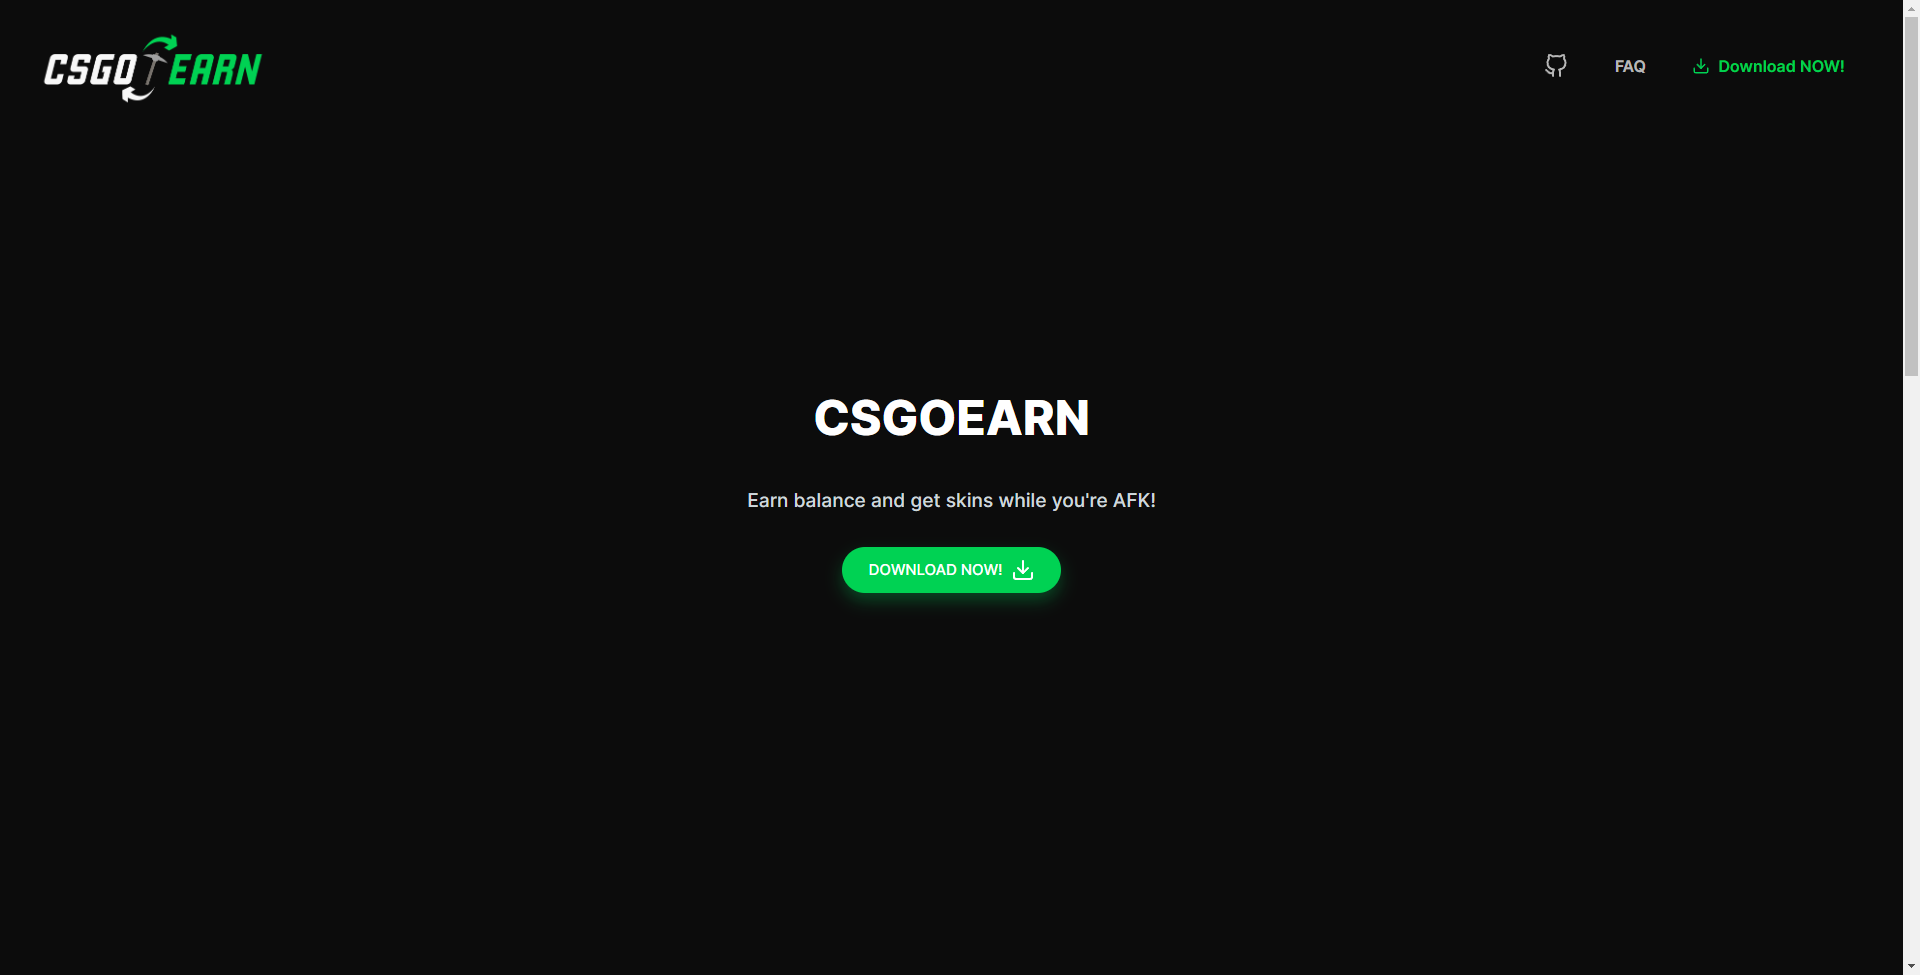 CSGO EARN
FAQ
Download NOW!
CSGOEARN
Earn balance and get skins while you're AFK!
DOWNLOAD NOW!